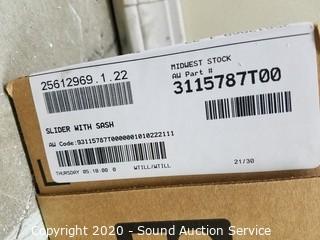 25612969.1.22
MIDWEST STOCK
AW Part #
3115787T00
SLIDER WITH SASH
AW Code:93115787T0000001010222111
THURSDAY 05.18:00 0
WTILL/WTILL
21/30
Copyright © 2020 - Sound Auction Service